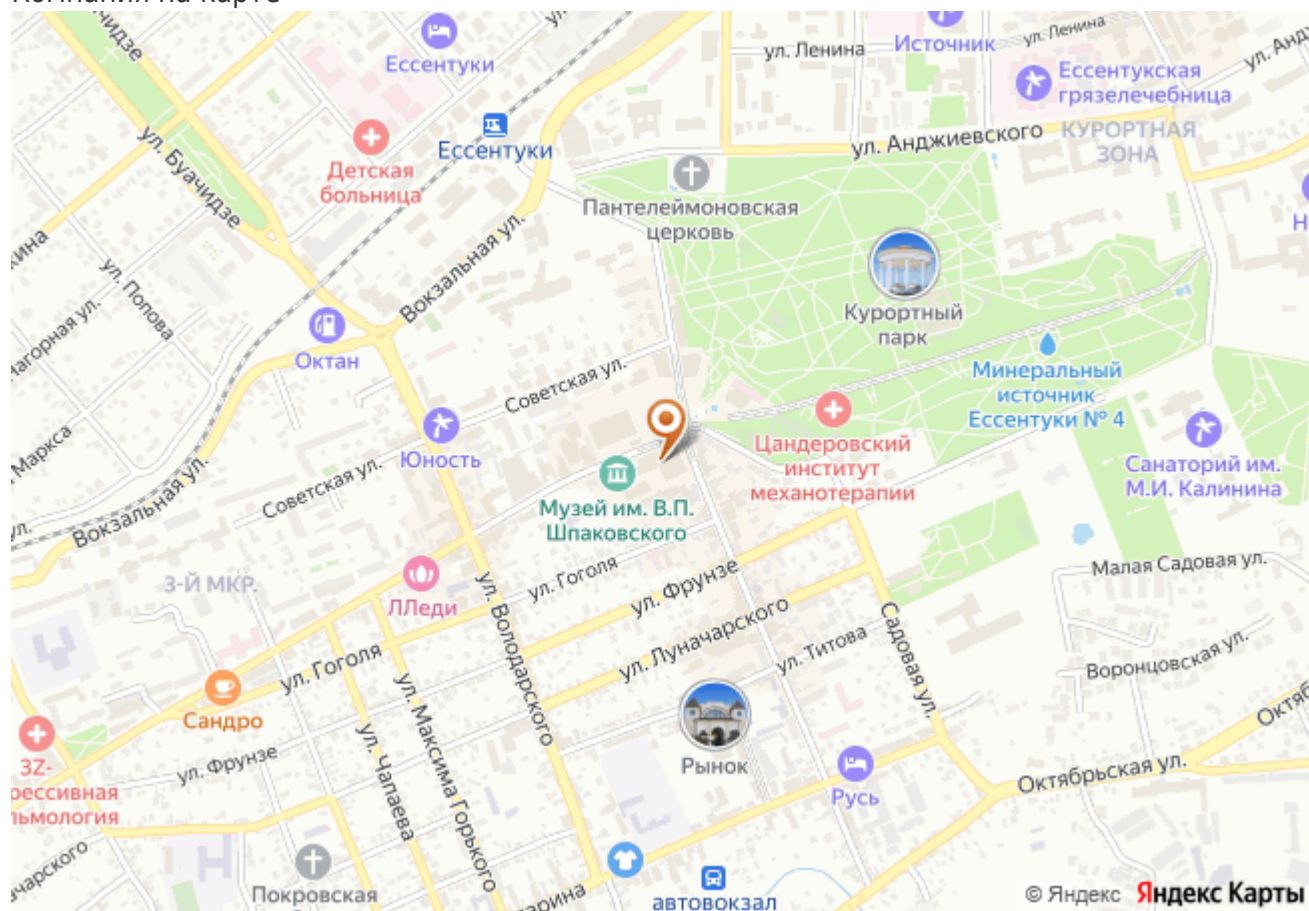 Компания на карте
ул. Ленина
Источник
ул. Ленина
Ессентуки
Ессентукская
грязелечебница
Ессентуки
ул. Анджиевского
КУРОРТНАЯ
ЗОНА
ул. Буачидзе
Детская
больница
Пантелеймоновская
церковь
Вокзальная ул.
ул. Попова
Курортный
парк
Октан
Советская ул.
Минеральный
источник
Ессентуки № 4
Юность
Советская ул.
Цандеровский
институт
механотерапии
Санаторий им.
М.И. Калинина
Вокзальная ул.
Музей им. В.П.
Шпаковского
3-Й МКР.
ЛЛеди
ул. Гоголя
ул. Фрунзе
Малая Садовая ул.
ул. Володарского
ул. Луначарского
Садовая ул.
ул. Титова
Воронцовская ул.
ул. Гоголя
ул. Максима Горького
Сандро
ул. Чапаева
ул. Фрунзе
Рынок
Русь
Октябрьская ул.
3Z-
Покровская
автовокзал
© Яндекс Яндекс Карты